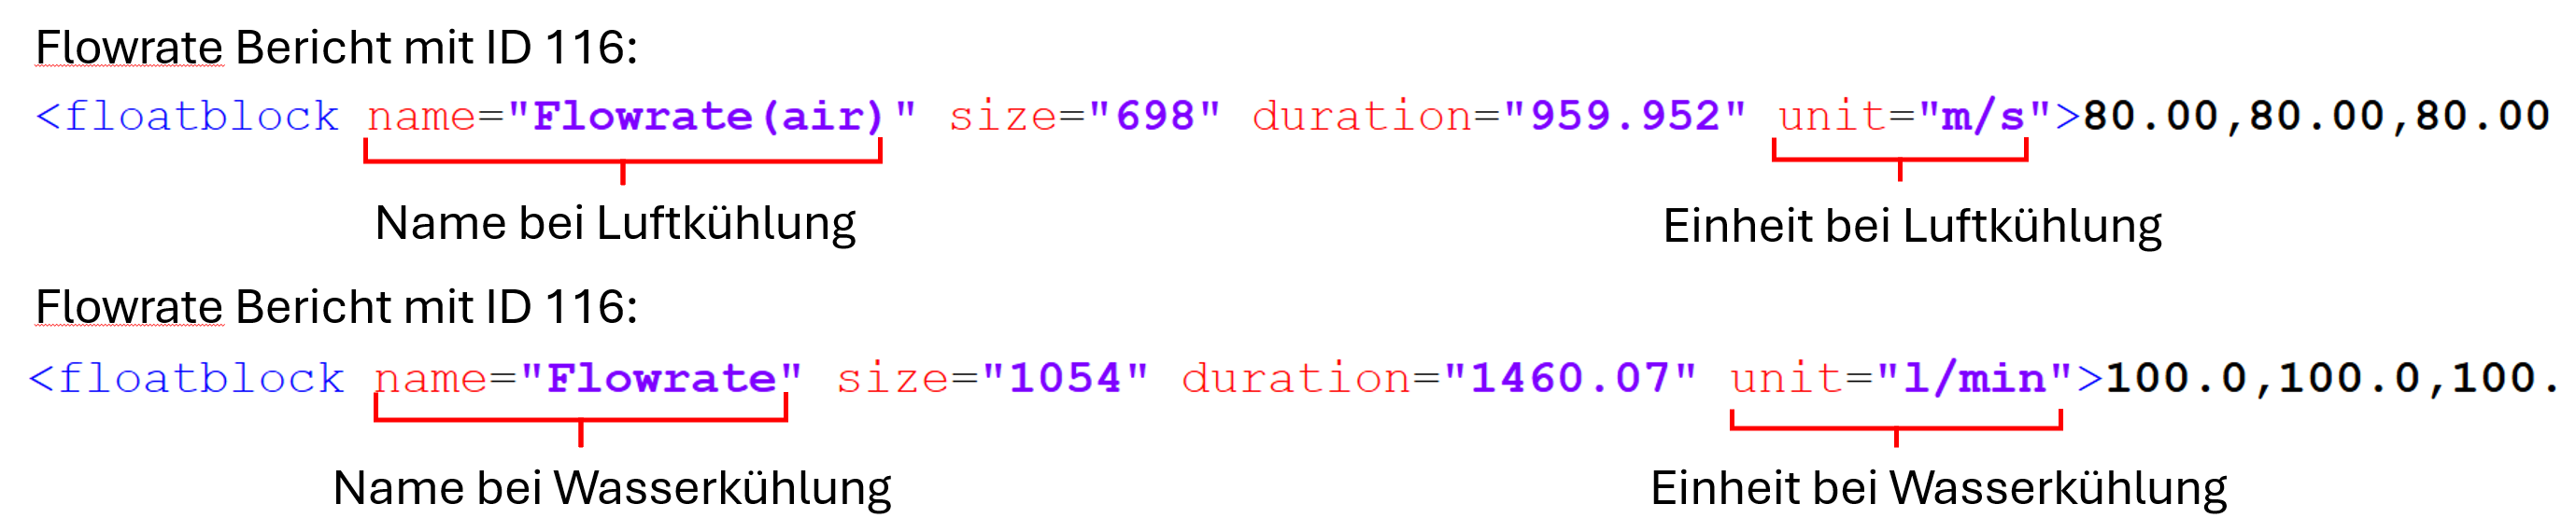 Flowrate Bericht mit ID 116:
<floatblock name="Flowrate(air)" size="698" duration="959.952" unit="m/s">80.00,80.00,80.00
Name bei Luftkühlung Einheit bei Luftkühlung
Flowrate Bericht mit ID 116:
<floatblock name="Flowrate" size="1054" duration="1460.07" unit="l/min">100.0,100.0,100.
Name bei Wasserkühlung Einheit bei Wasserkühlung